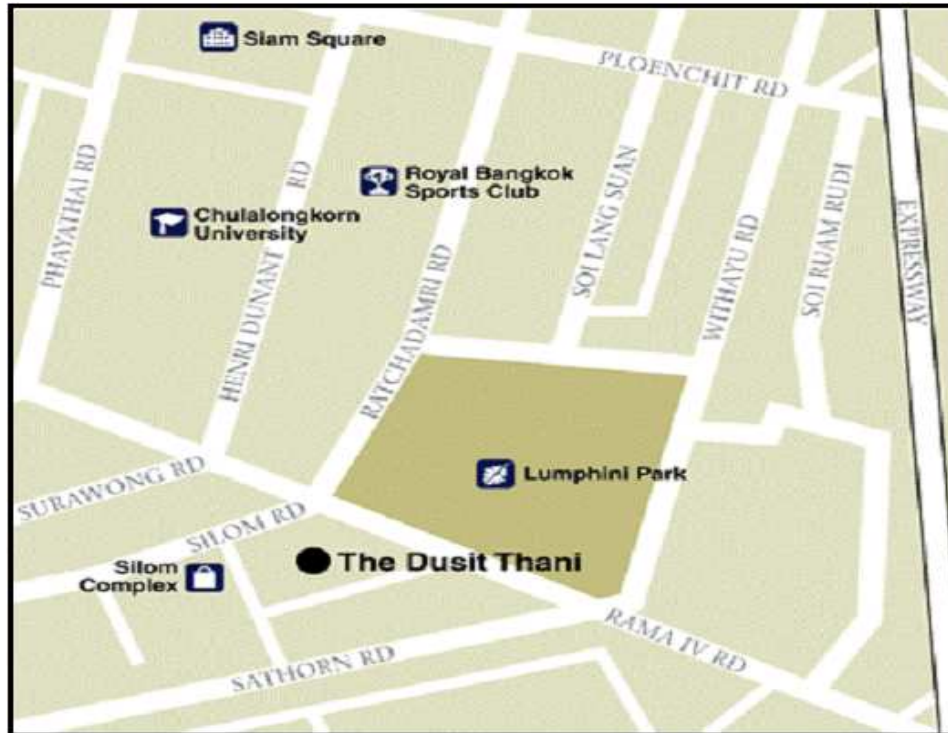 Siam Square
PLOENCHIT RD
PHAYATHAI RD
Chulalongkorn
University
HENRI DUNANT RD
Royal Bangkok
Sports Club
RATCHADAMRI RD
SOI LANG SUAN
WITHAYU RD
SOI RUAM RUDI
EXPRESSWAY
SURAWONG RD
SILOM RD
Lumphini Park
Silom
Complex
The Dusit Thani
SATHORN RD
RAMA IV RD